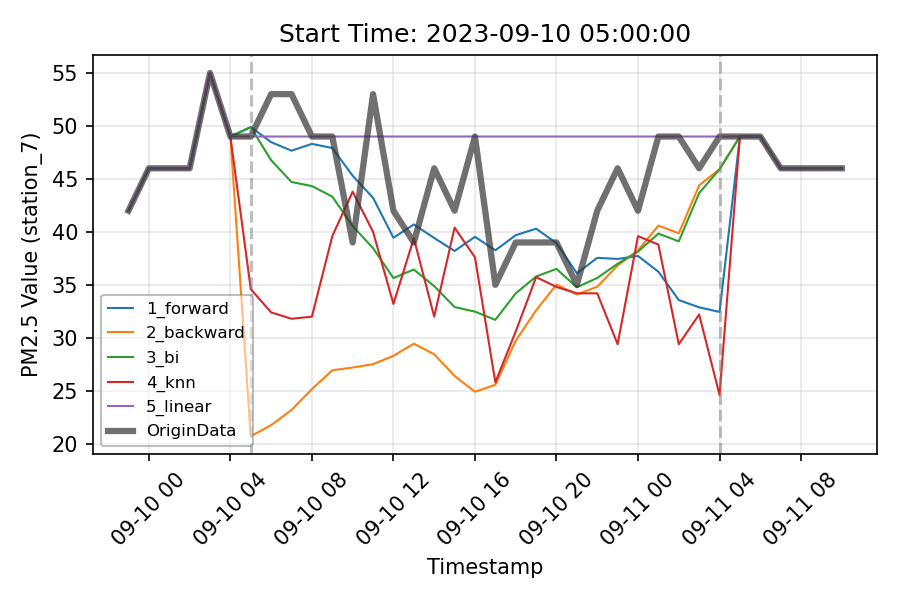 Start Time: 2023-09-10 05:00:00
PM2.5 Value (station_7)
55
50
45
40
35
30
25
20
1_forward
2_backward
3_bi
4_knn
5_linear
OriginData
09-10 00
09-10 04
09-10 08
09-10 12
09-10 16
09-10 20
09-11 00
09-11 04
09-11 08
Timestamp